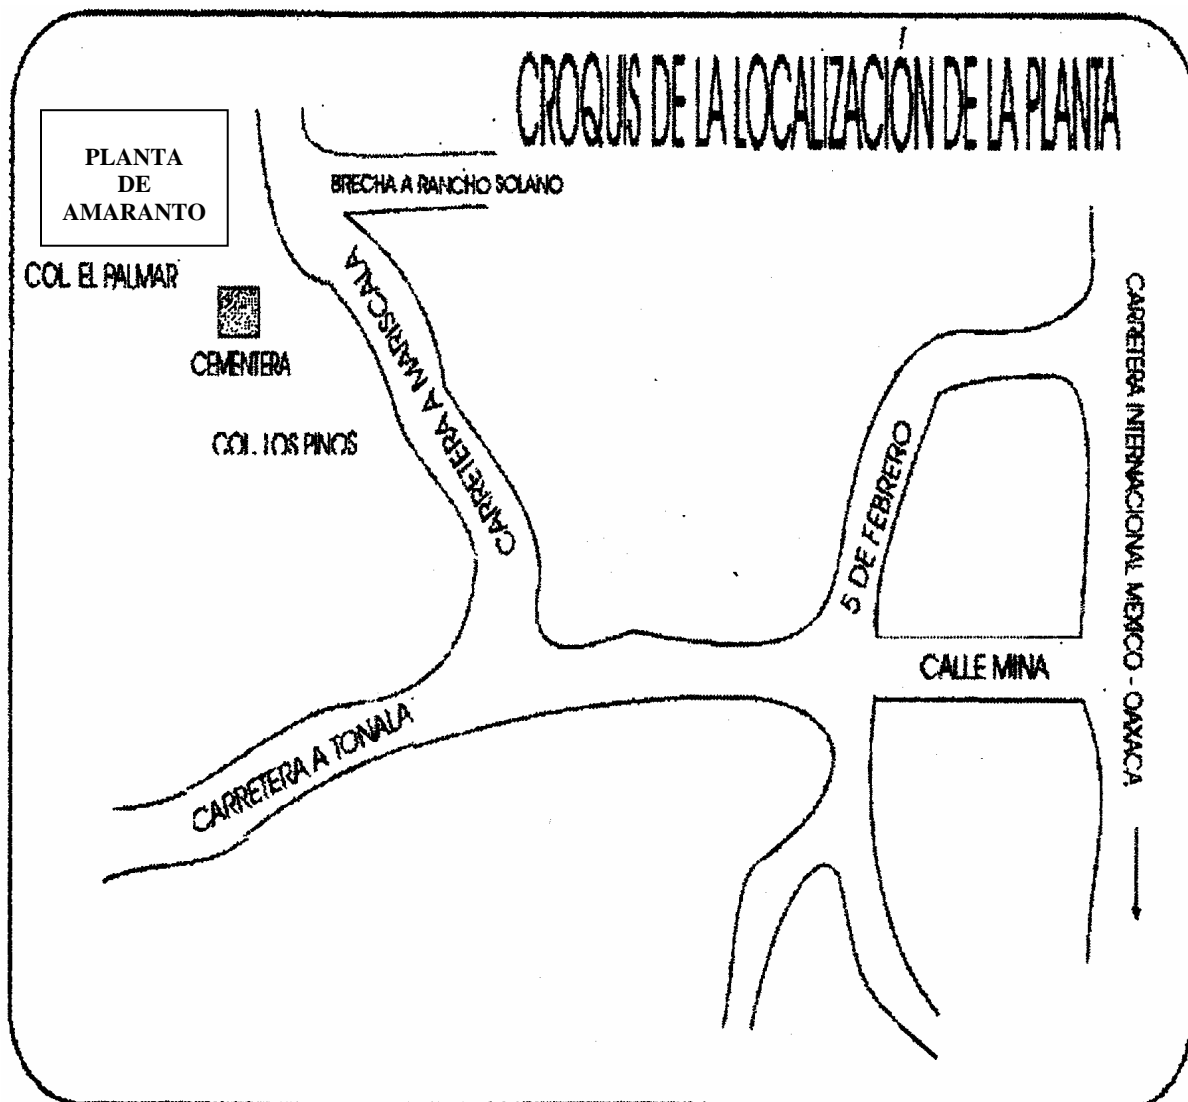 CROQUIS DE LA LOCALIZACIÓN DE LA PLANTA
PLANTA
DE
AMARANTO
BRECHA A RANCHO SOLANO
COL. EL PALMAR
CEMENTERA
COL. LOS PINOS
CARRETERA A MARISCALA
5 DE FEBRERO
CARRETERA INTERNACIONAL MEXICO - OAXACA
CALLE MINA
CARRETERA A TONALA